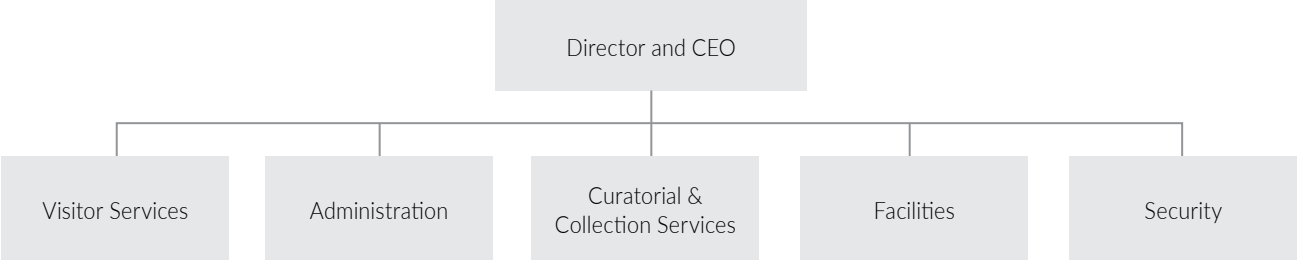 Director and CEO
Visitor Services
Administration
Curatorial &
Collection Services
Facilities
Security